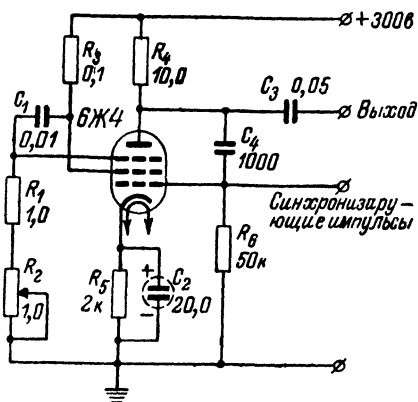 +300в
R3
0,1
R4
10,0
C3 0,05
Выход
C1
0,01
6Ж4
C4
1000
Синхронизару-
ющие импульсы
R1
1,0
R2
1,0
R5
2к
+
-
C2
20,0
R6
50к